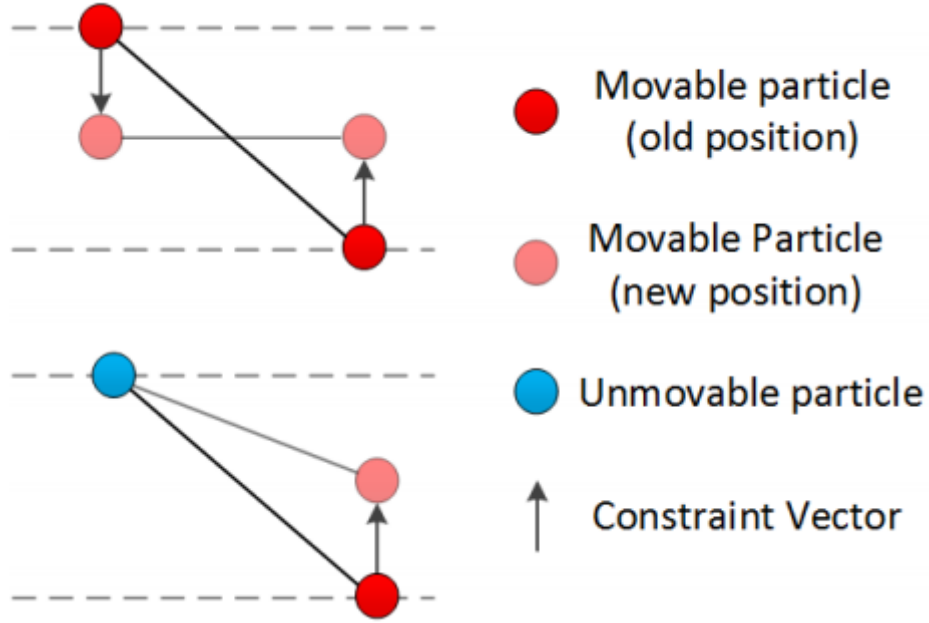 Movable particle
(old position)
Movable Particle
(new position)
Unmovable particle
Constraint Vector